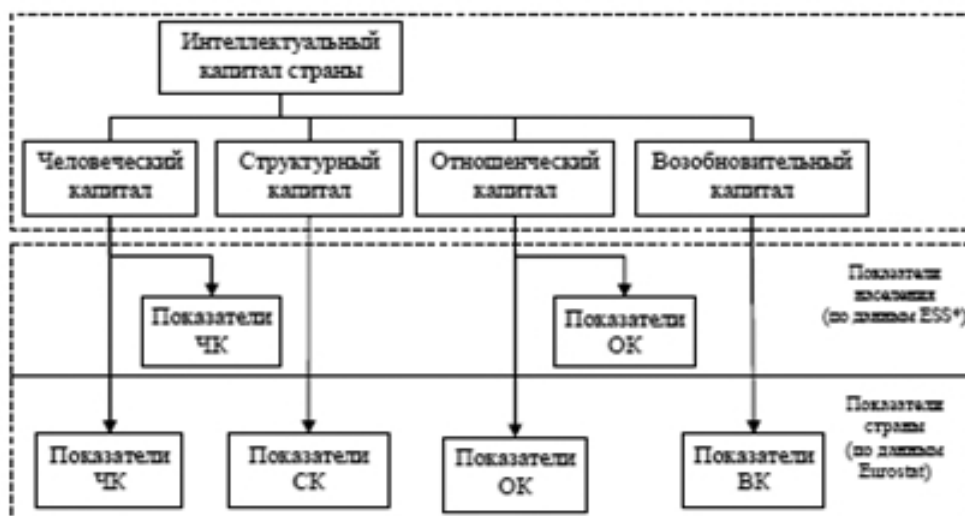 Интеллектуальный
капитал страны
Человеческий
капитал
Структурный
капитал
Отношенческий
капитал
Возобновительный
капитал
Показатели
населения
(по данным ESS*)
Показатели
ЧК
Показатели
ОК
Показатели
страны
(по данным
Eurostat)
Показатели
ЧК
Показатели
СК
Показатели
ОК
Показатели
ВК